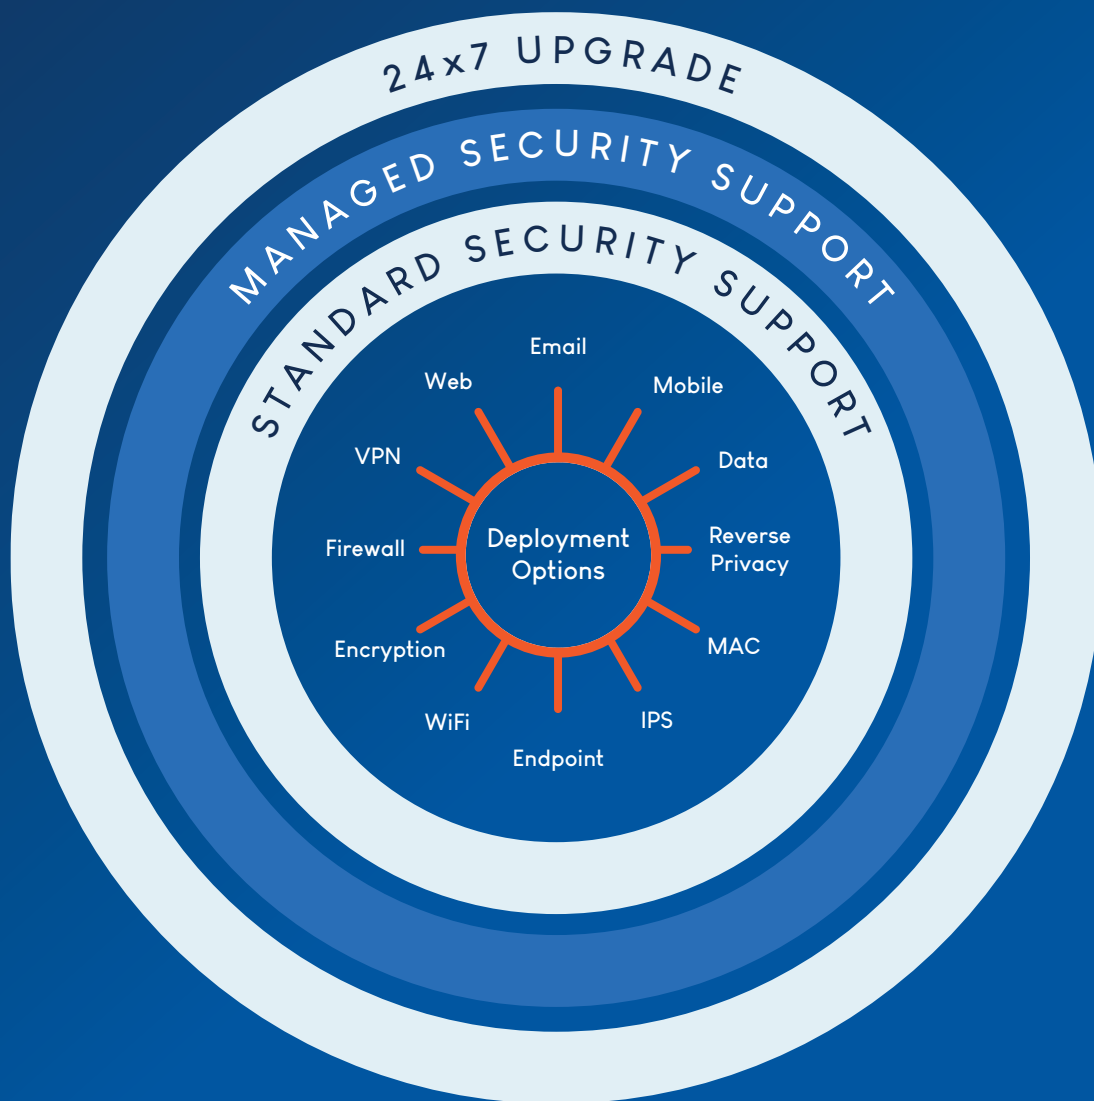 24x7 UPGRADE
MANAGED SECURITY SUPPORT
STANDARD SECURITY SUPPORT
Email
Web
Mobile
VPN
Data
Firewall
Deployment
Options
Reverse
Privacy
Encryption
MAC
WiFi
IPS
Endpoint